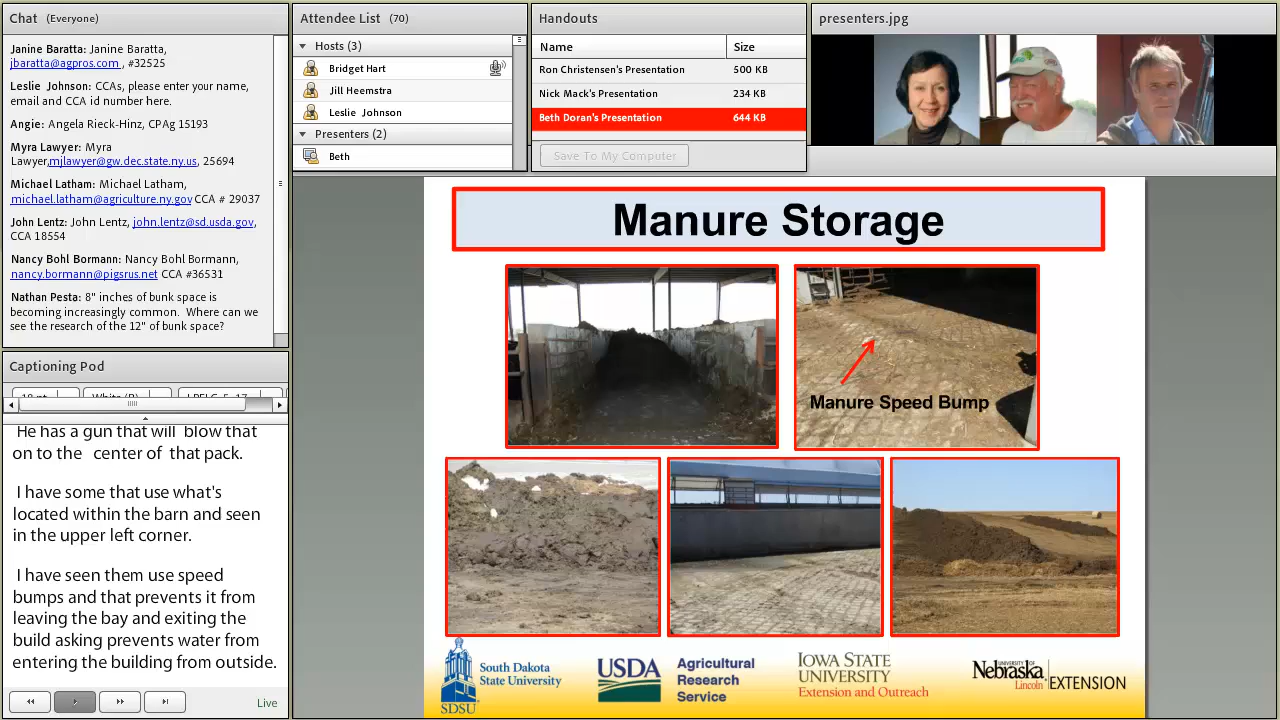 Chat (Everyone)
Janine Baratta: Janine Baratta,
jbaratta@agpros.com , #32525
Leslie Johnson: CCAs, please enter your name,
email and CCA id number here.
Angie: Angela Rieck-Hinz, CPAg 15193
Myra Lawyer: Myra
Lawyer,mjlawyer@gw.dec.state.ny.us, 25694
Michael Latham: Michael Latham,
michael.latham@agriculture.ny.gov CCA # 29037
John Lentz: John Lentz, john.lentz@sd.usda.gov,
CCA 18554
Nancy Bohl Bormann: Nancy Bohl Bormann,
nancy.bormann@pigsrus.net CCA #36531
Nathan Pesta: 8" inches of bunk space is
becoming increasingly common. Where can we
see the research of the 12" of bunk space?
Captioning Pod
He has a gun that will blow that
on to the center of that pack.
I have some that use what's
located within the barn and seen
in the upper left corner.
I have seen them use speed
bumps and that prevents it from
leaving the bay and exiting the
build asking prevents water from
entering the building from outside.
Live
Attendee List (70)
Hosts (3)
Bridget Hart
Jill Heemstra
Leslie Johnson
Presenters (2)
Beth
Handouts
Name Size
Ron Christensen's Presentation 500 KB
Nick Mack's Presentation 234 KB
Beth Doran's Presentation 644 KB
Save To My Computer
presenters.jpg
Manure Storage
Manure Speed Bump
SDSU
South Dakota
State University
USDA
Agricultural
Research
Service
IOWA STATE
UNIVERSITY
Extension and Outreach
UNIVERSITY OF
Nebraska
Lincoln
EXTENSION